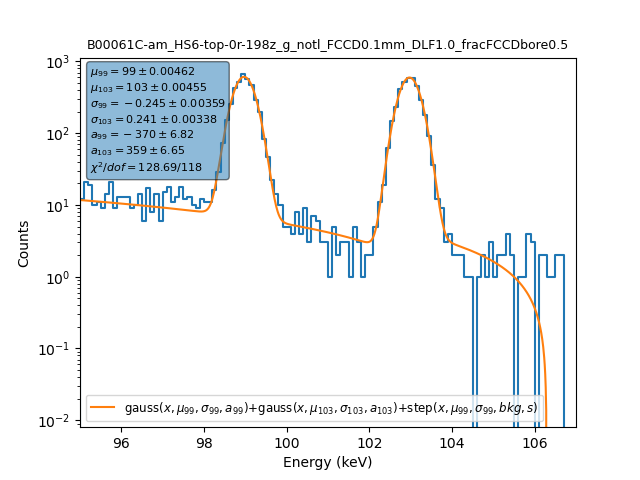 B00061C-am_HS6-top-0r-198z_g_notl_FCCD0.1mm_DLF1.0_fracFCCDbore0.5
μ₉₉ = 99 ± 0.00462
μ₁₀₃ = 103 ± 0.00455
σ₉₉ = −0.245 ± 0.00359
σ₁₀₃ = 0.241 ± 0.00338
a₉₉ = −370 ± 6.82
a₁₀₃ = 359 ± 6.65
χ²/dof = 128.69/118
10³
10²
10¹
10⁰
10⁻¹
10⁻²
Counts
gauss(x, μ₉₉, σ₉₉, a₉₉)+gauss(x, μ₁₀₃, σ₁₀₃, a₁₀₃)+step(x, μ₉₉, σ₉₉, bkg, s)
96 98 100 102 104 106
Energy (keV)